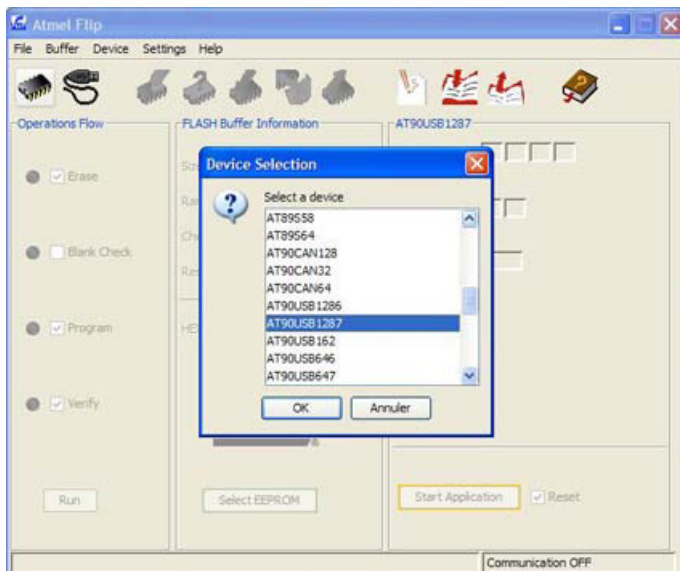 Atmel Flip
File Buffer Device Settings Help
Operations Flow
FLASH Buffer Information
AT90USB1287
Erase
Blank Check
Program
Verify
Run
Device Selection
Select a device
AT89S58
AT89S64
AT90CAN128
AT90CAN32
AT90CAN64
AT90USB1286
AT90USB1287
AT90USB162
AT90USB646
AT90USB647
OK Annuler
Select EEPROM
Start Application
Reset
Communication OFF